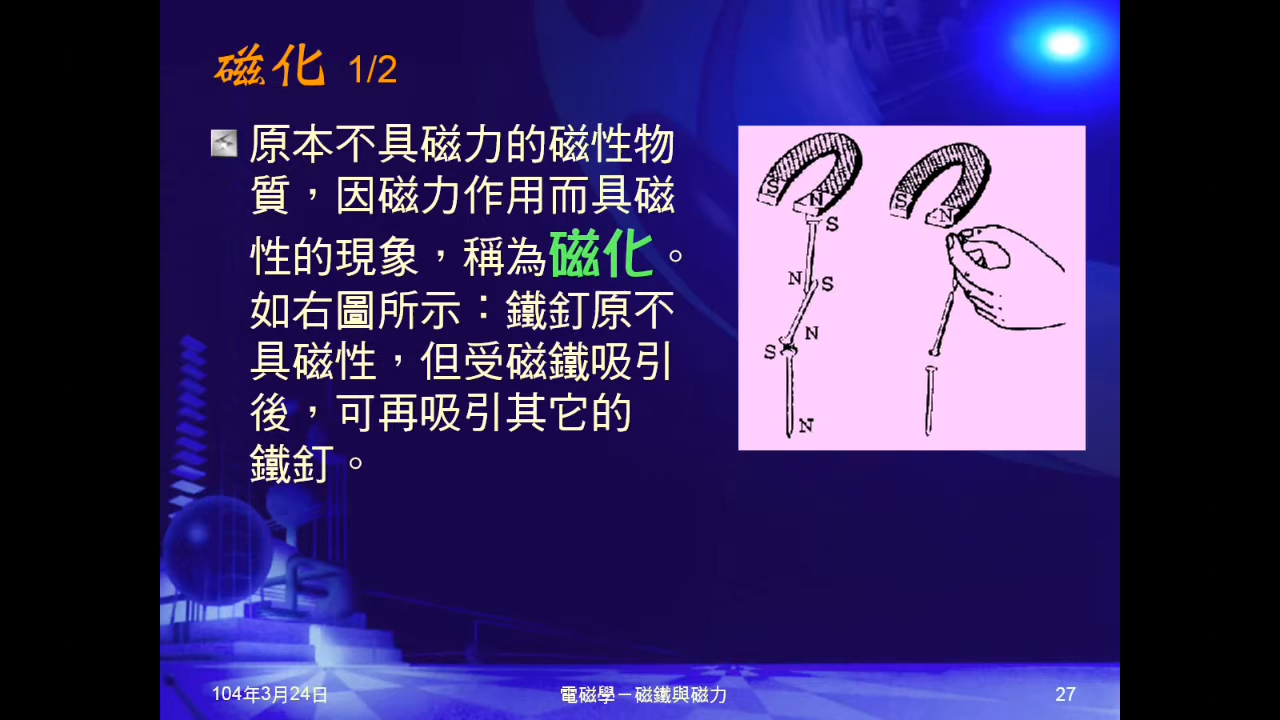 磁化 1/2
原本不具磁力的磁性物
質，因磁力作用而具磁
性的現象，稱為磁化。
如右圖所示：鐵釘原不
具磁性，但受磁鐵吸引
後，可再吸引其它的
鐵釘。
S
N
S
N
S
N
S
N
S
N
104年3月24日
電磁學－磁鐵與磁力
27